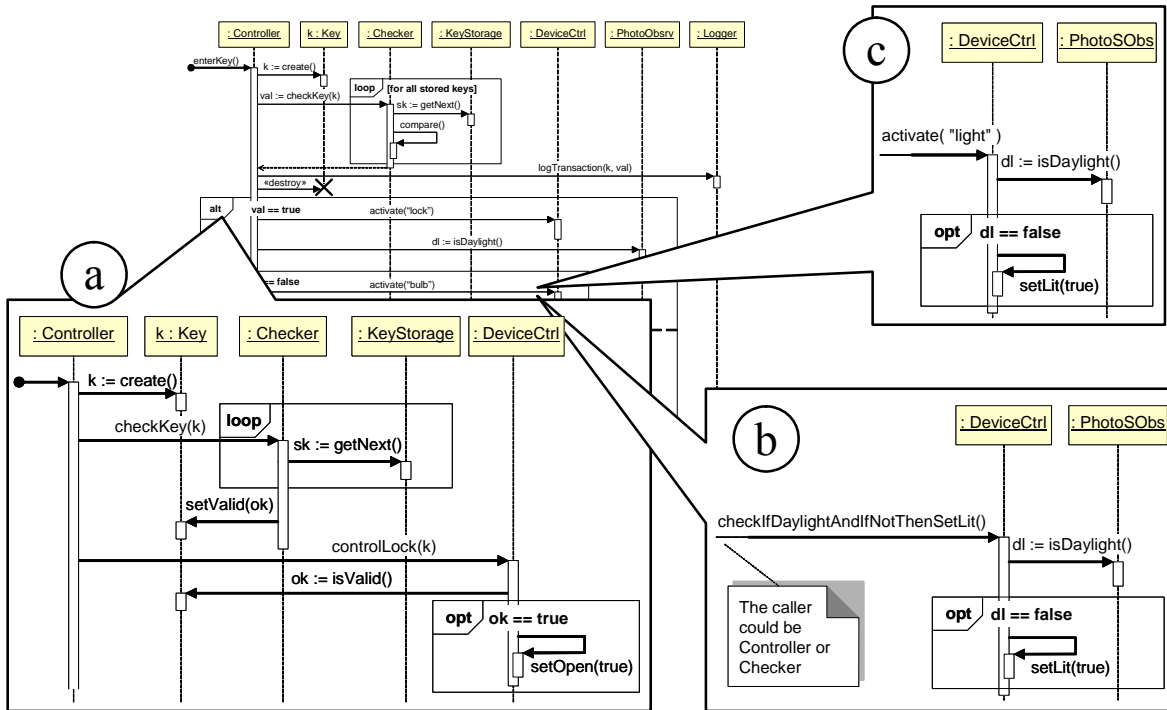 : Controller
k : Key
: Checker
: KeyStorage
: DeviceCtrl
: PhotoObsrv
: Logger
enterKey()
k := create()
loop
[for all stored keys]
val := checkKey(k)
sk := getNext()
compare()
logTransaction(k, val)
«destroy»
alt
val == true
activate("lock")
dl := isDaylight()
== false
activate("bulb")
a
: Controller
k : Key
: Checker
: KeyStorage
: DeviceCtrl
k := create()
loop
checkKey(k)
sk := getNext()
setValid(ok)
controlLock(k)
ok := isValid()
opt
ok == true
setOpen(true)
c
: DeviceCtrl
: PhotoSObs
activate( "light" )
dl := isDaylight()
opt
dl == false
setLit(true)
b
: DeviceCtrl
: PhotoSObs
checkIfDaylightAndIfNotThenSetLit()
dl := isDaylight()
The caller
could be
Controller or
Checker
opt
dl == false
setLit(true)